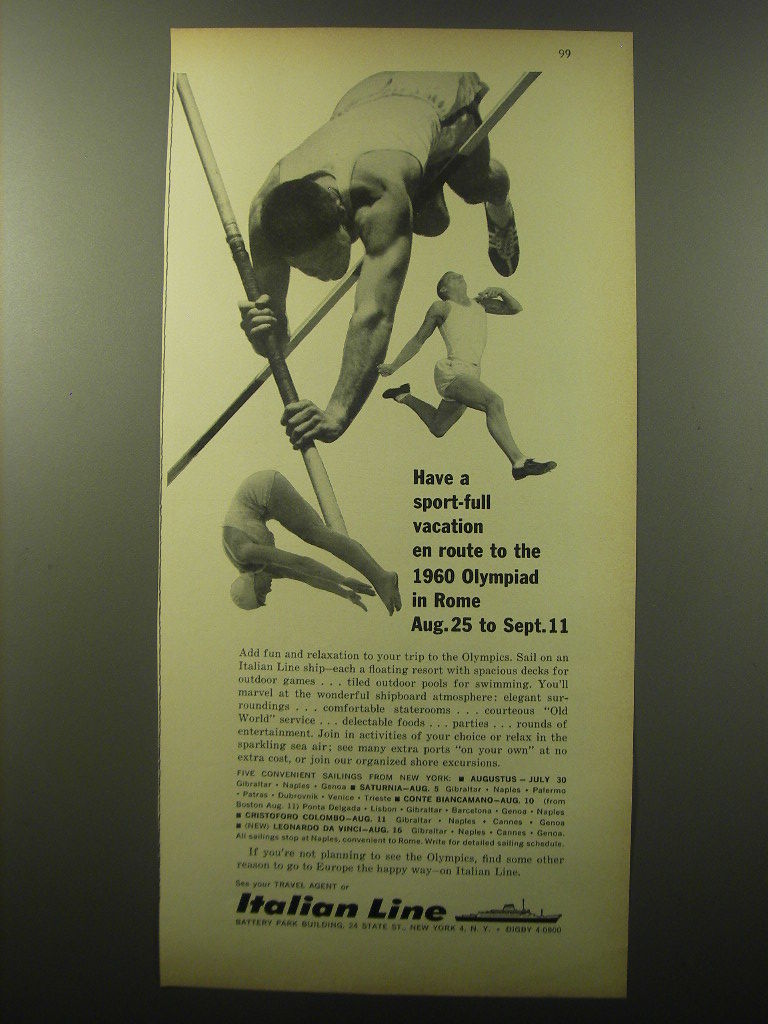 99
Have a
sport-full
vacation
en route to the
1960 Olympiad
in Rome
Aug. 25 to Sept. 11
Add fun and relaxation to your trip to the Olympics. Sail on an
Italian Line ship—each a floating resort with spacious decks for
outdoor games . . . tiled outdoor pools for swimming. You'll
marvel at the wonderful shipboard atmosphere: elegant sur-
roundings . . . comfortable staterooms . . . courteous "Old
World" service . . . delectable foods . . . parties . . . rounds of
entertainment. Join in activities of your choice or relax in the
sparkling sea air; see many extra ports "on your own" at no
extra cost, or join our organized shore excursions.
FIVE CONVENIENT SAILINGS FROM NEW YORK: ■ AUGUSTUS—JULY 30
Gibraltar • Naples • Genoa ■ SATURNIA—AUG. 5 Gibraltar • Naples • Palermo
• Patras • Dubrovnik • Venice • Trieste ■ CONTE BIANCAMANO—AUG. 10 (from
Boston Aug. 11) Ponta Delgada • Lisbon • Gibraltar • Barcelona • Genoa • Naples
■ CRISTOFORO COLOMBO—AUG. 11 Gibraltar • Naples • Cannes • Genoa
■ (NEW) LEONARDO DA VINCI—AUG. 16 Gibraltar • Naples • Cannes • Genoa.
All sailings stop at Naples, convenient to Rome. Write for detailed sailing schedule.
If you're not planning to see the Olympics, find some other
reason to go to Europe the happy way—on Italian Line.
See your TRAVEL AGENT or
Italian Line
BATTERY PARK BUILDING, 24 STATE ST., NEW YORK 4, N. Y. • DIGBY 4-0800